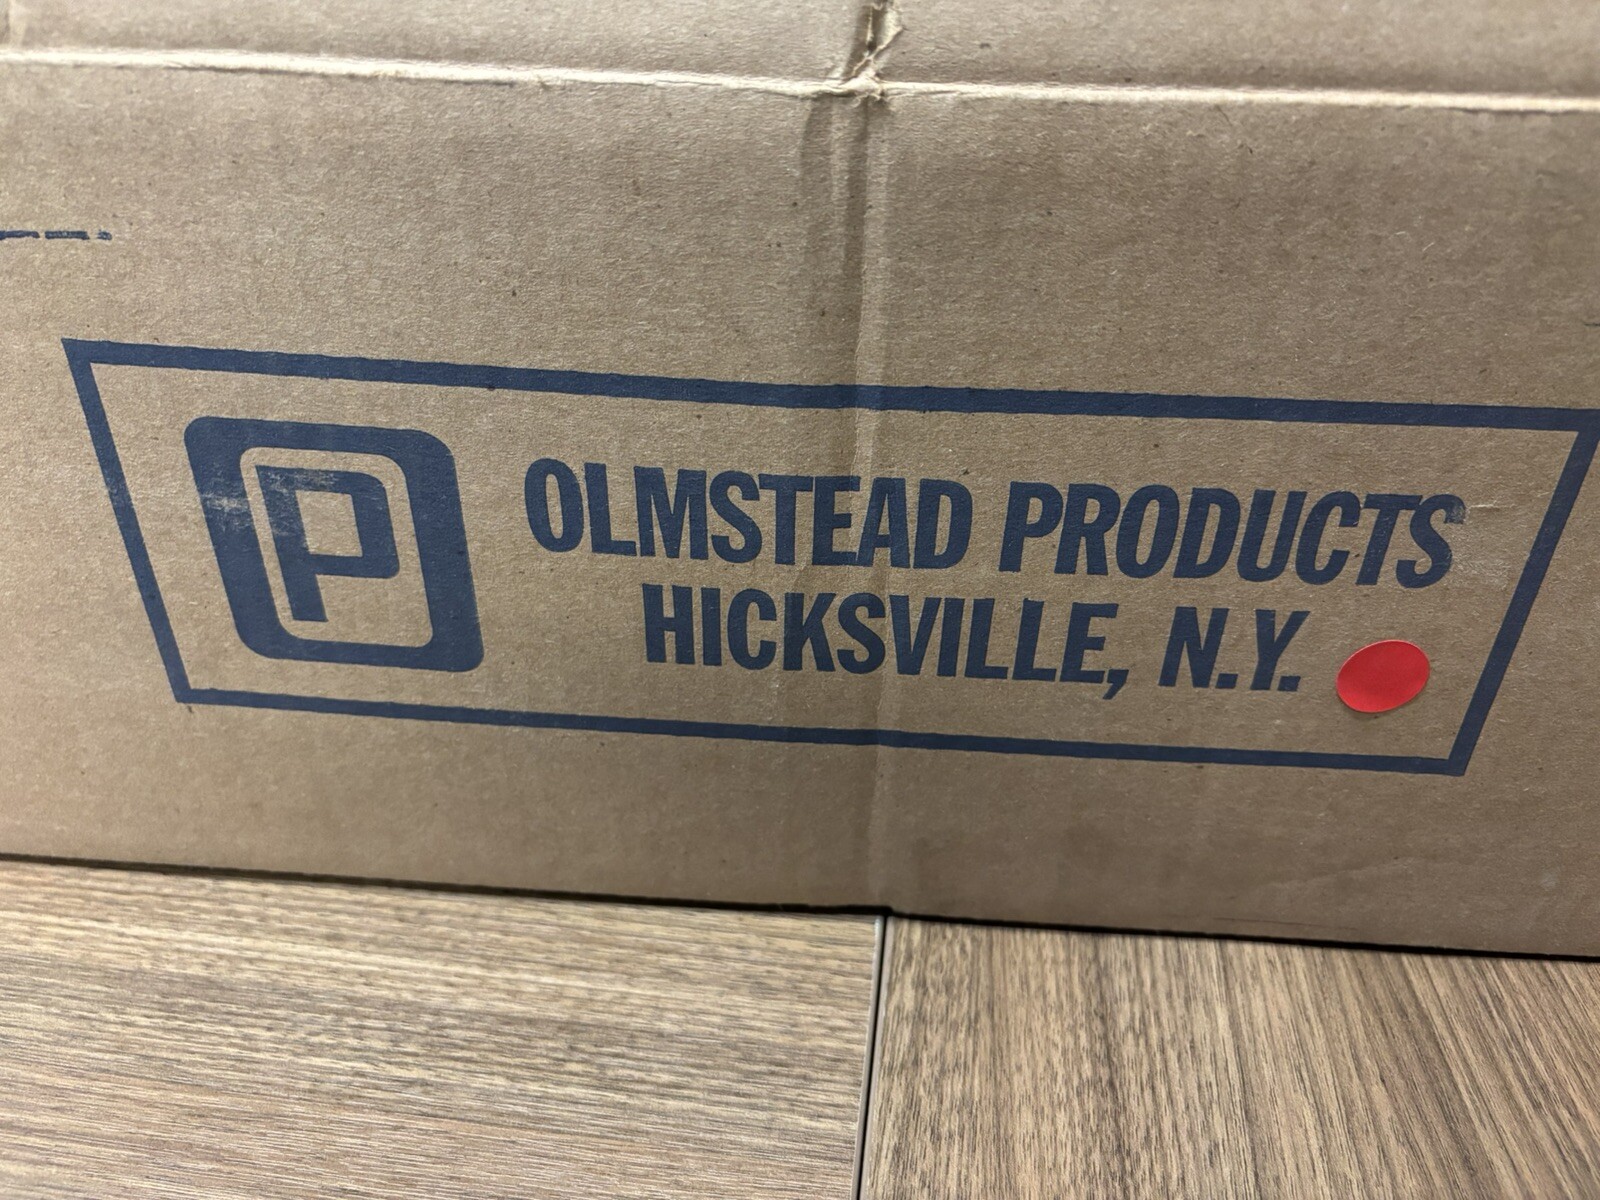 P
OLMSTEAD PRODUCTS
HICKSVILLE, N.Y.